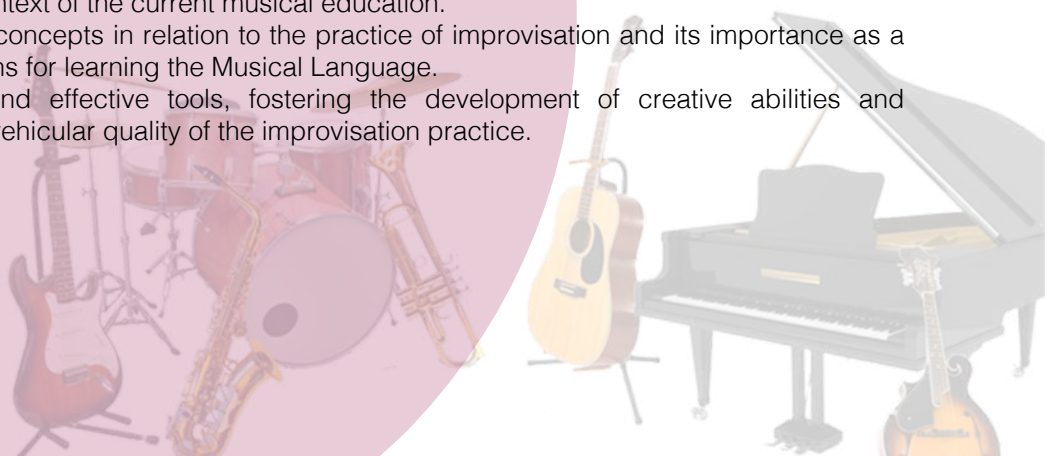 ntext of the current musical education.
concepts in relation to the practice of improvisation and its importance as a
ns for learning the Musical Language.
nd effective tools, fostering the development of creative abilities and
vehicular quality of the improvisation practice.